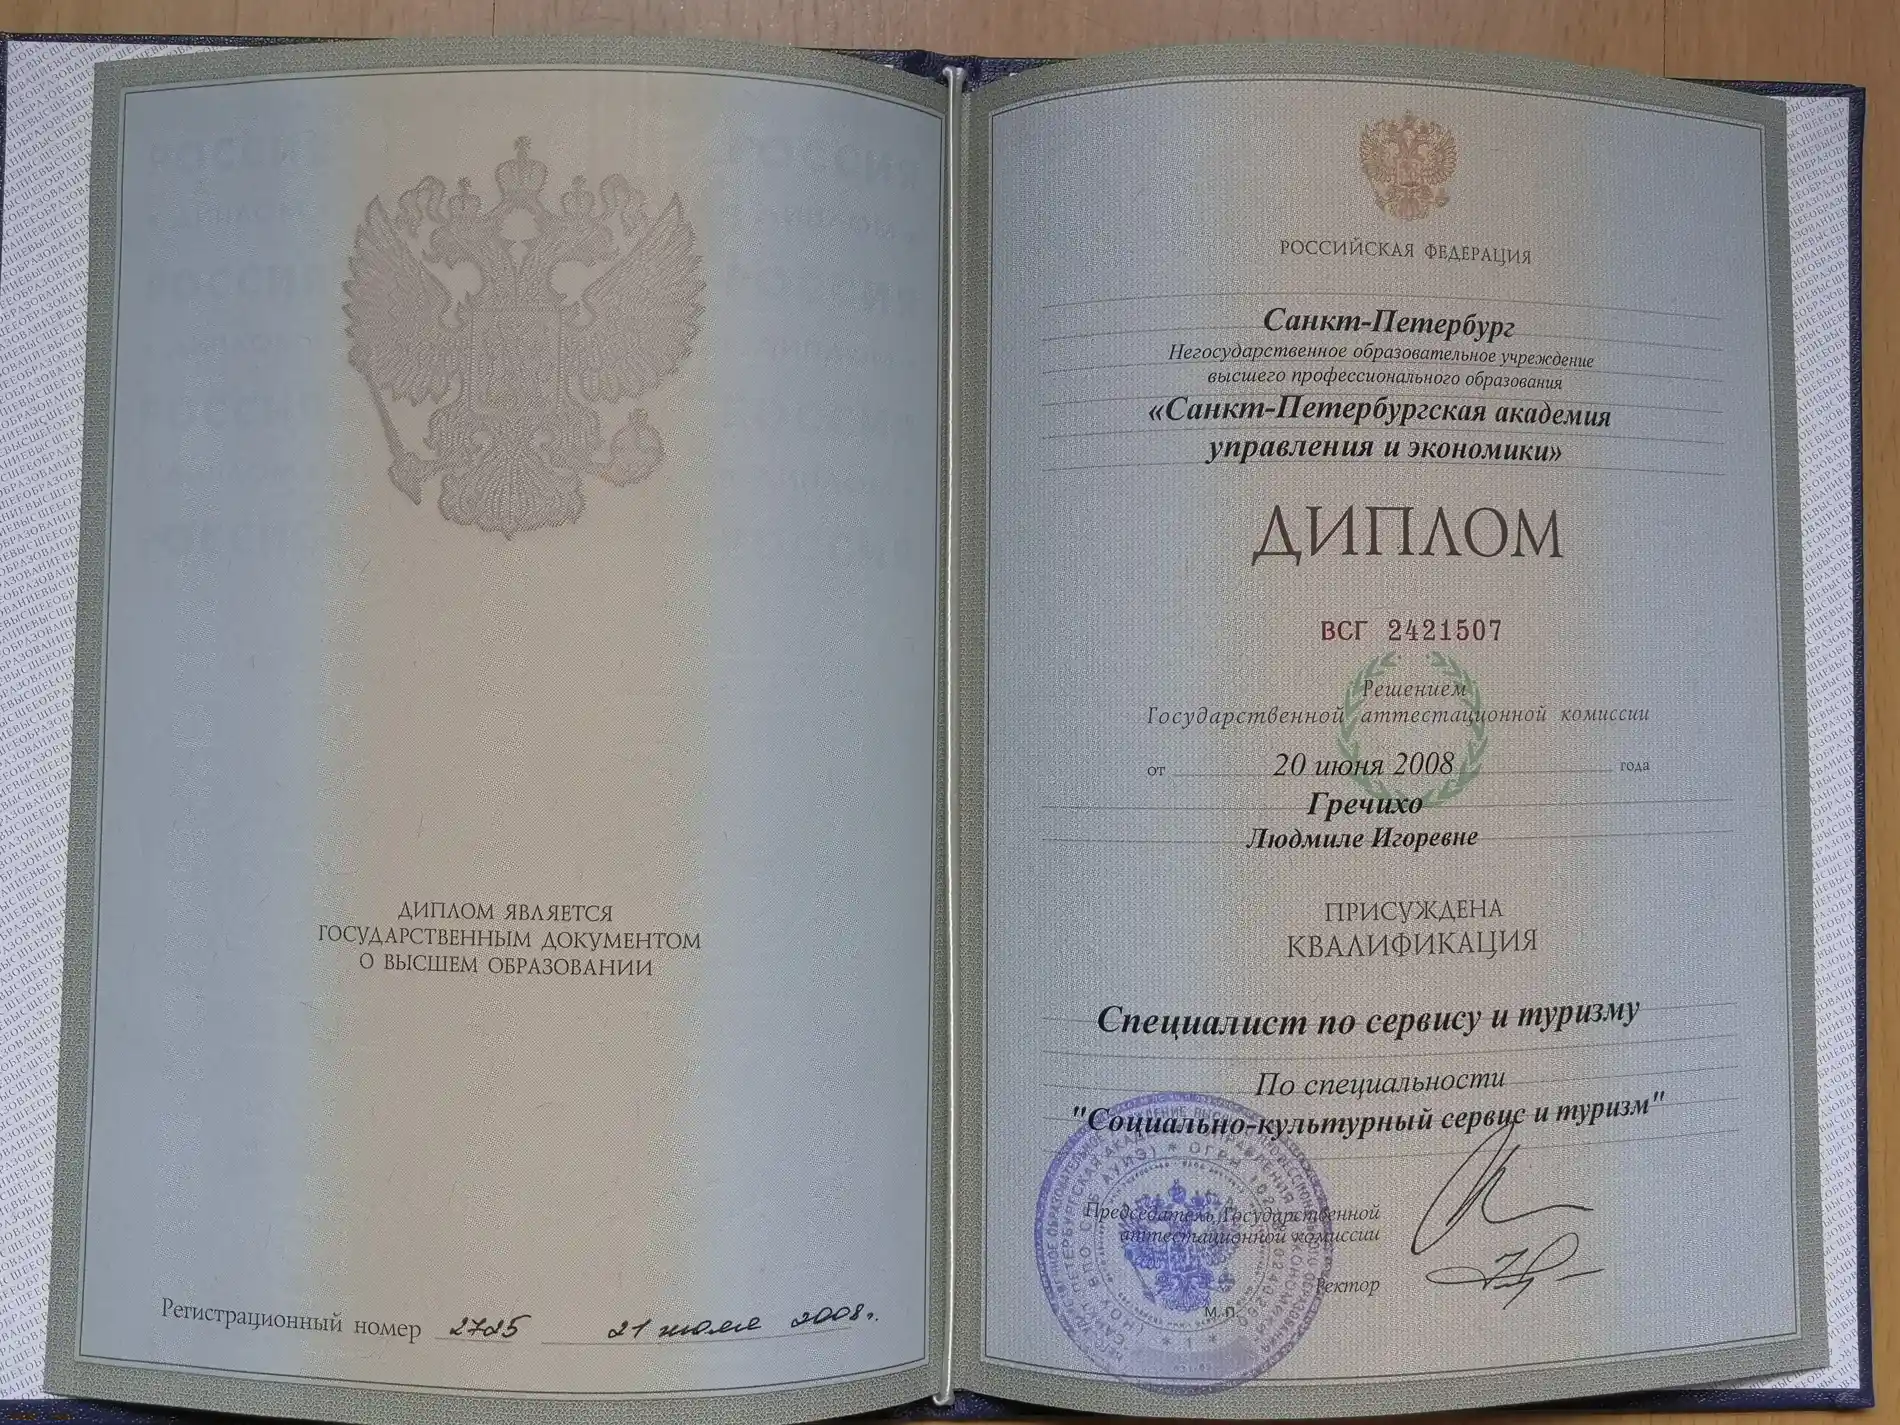 ДИПЛОМ ЯВЛЯЕТСЯ
ГОСУДАРСТВЕННЫМ ДОКУМЕНТОМ
О ВЫСШЕМ ОБРАЗОВАНИИ
Регистрационный номер 2725 21 июля 2008 г.
РОССИЙСКАЯ ФЕДЕРАЦИЯ
Санкт-Петербург
Негосударственное образовательное учреждение
высшего профессионального образования
«Санкт-Петербургская академия
управления и экономики»
ДИПЛОМ
ВСГ 2421507
Решением
Государственной аттестационной комиссии
от 20 июня 2008 года
Гречихо
Людмиле Игоревне
ПРИСУЖДЕНА
КВАЛИФИКАЦИЯ
Специалист по сервису и туризму
По специальности
"Социально-культурный сервис и туризм"
Председатель Государственной
аттестационной комиссии
Ректор
М.П.